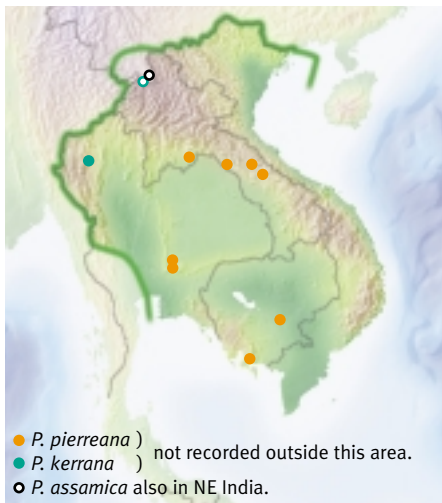 P. pierreana ) not recorded outside this area.
P. kerrana )
P. assamica also in NE India.